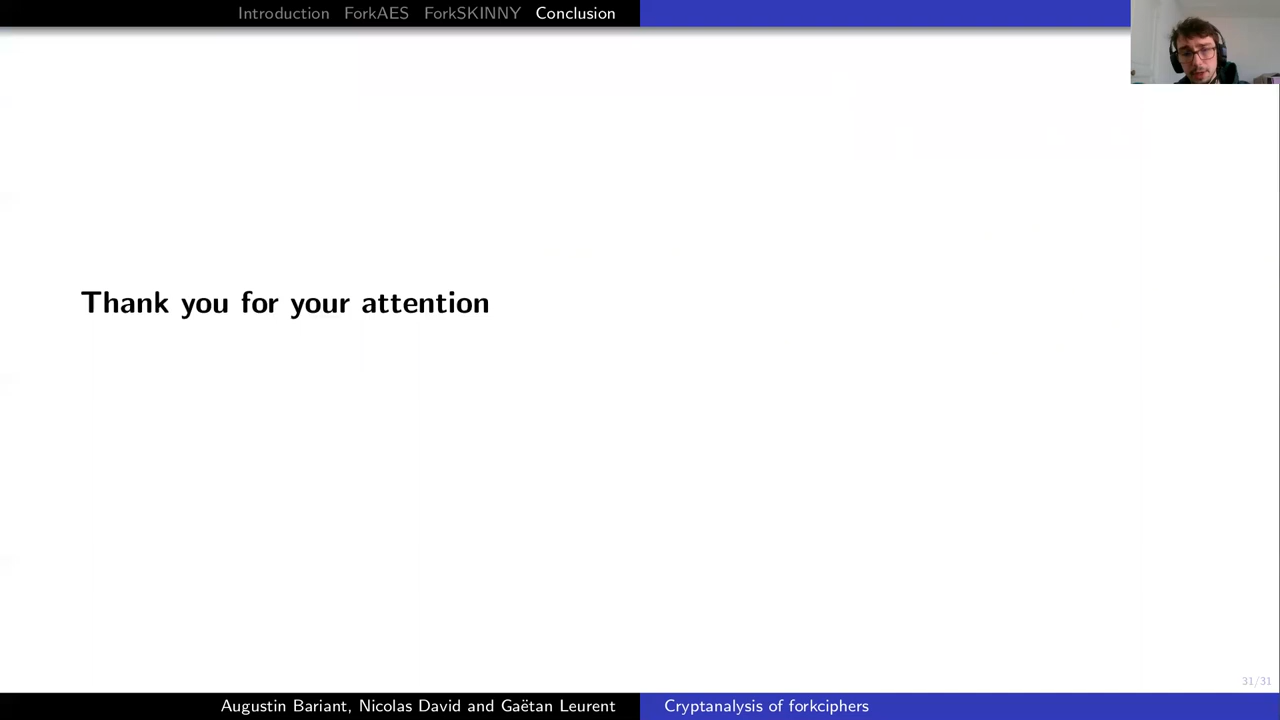 Introduction ForkAES ForkSKINNY Conclusion
Thank you for your attention
31/31
Augustin Bariant, Nicolas David and Gaëtan Leurent
Cryptanalysis of forkciphers